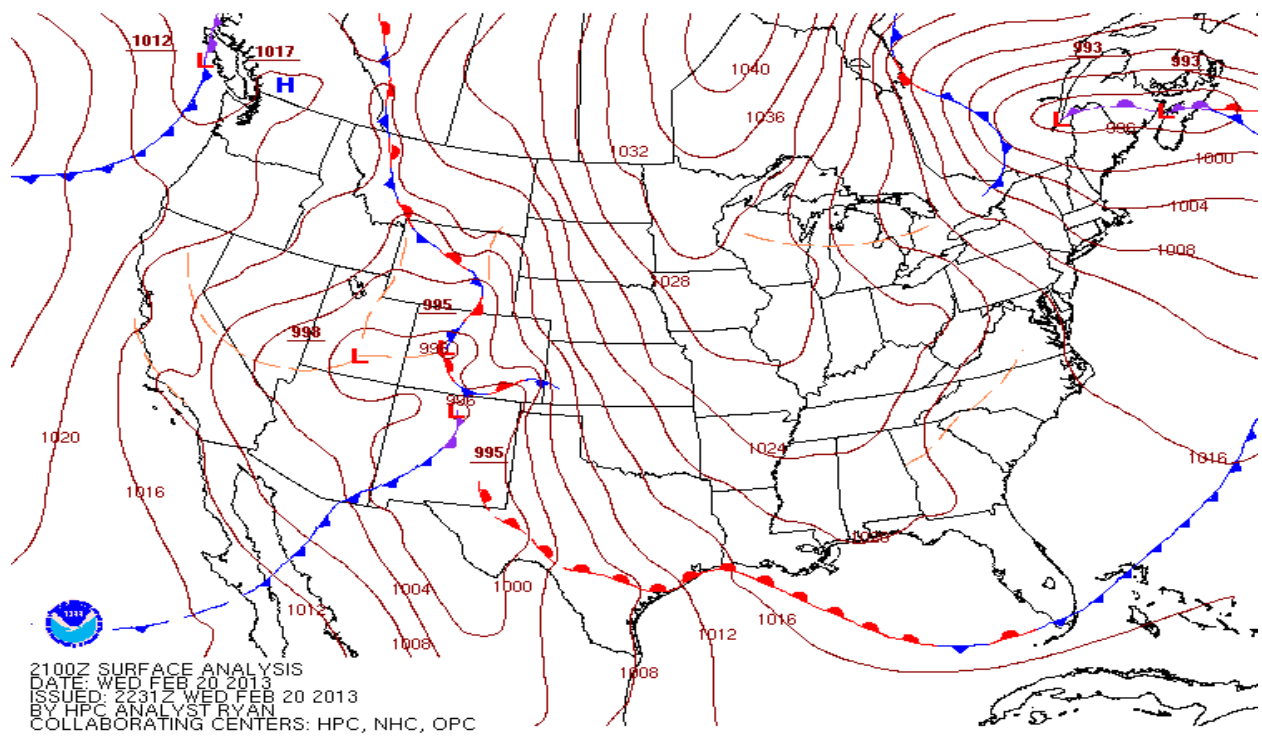 1012
1017
H
L
1040
1036
1032
993
993
L
L
996
1000
1004
1008
1028
995
998
L
L
996
L
995
1020
1016
1024
1016
1004
1000
1012
1008
1016
1012
1008
2100Z SURFACE ANALYSIS
DATE: WED FEB 20 2013
ISSUED: 2231Z WED FEB 20 2013
BY HPC ANALYST RYAN
COLLABORATING CENTERS: HPC, NHC, OPC